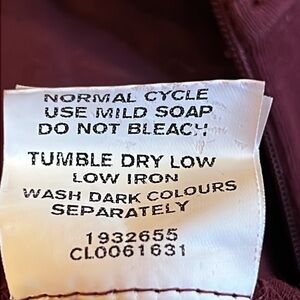 NORMAL CYCLE
USE MILD SOAP
DO NOT BLEACH
TUMBLE DRY LOW
LOW IRON
WASH DARK COLOURS
SEPARATELY
1932655
CL0061631